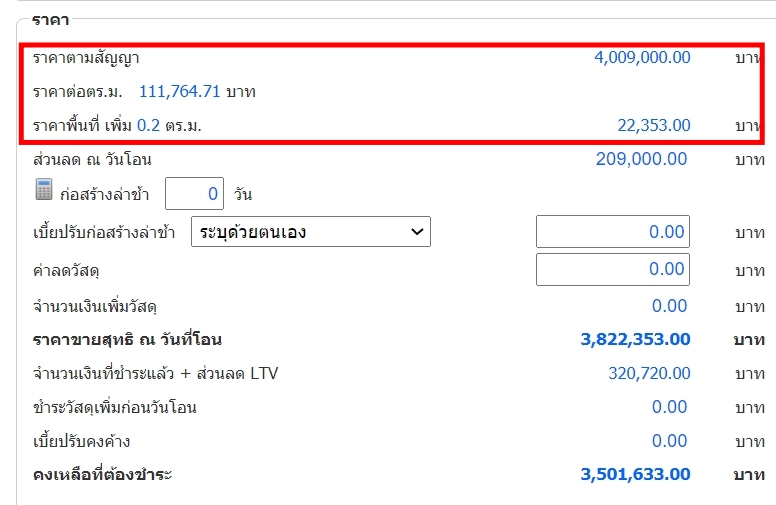 ราคา
ราคาตามสัญญา 4,009,000.00 บาท
ราคาต่อตร.ม. 111,764.71 บาท
ราคาพื้นที่ เพิ่ม 0.2 ตร.ม. 22,353.00 บาท
ส่วนลด ณ วันโอน 209,000.00 บาท
ก่อสร้างล่าช้า 0 วัน
เบี้ยปรับก่อสร้างล่าช้า ระบุด้วยตนเอง 0.00 บาท
ค่าลดวัสดุ 0.00 บาท
จำนวนเงินเพิ่มวัสดุ 0.00 บาท
ราคาขายสุทธิ ณ วันที่โอน 3,822,353.00 บาท
จำนวนเงินที่ชำระแล้ว + ส่วนลด LTV 320,720.00 บาท
ชำระวัสดุเพิ่มก่อนวันโอน 0.00 บาท
เบี้ยปรับคงค้าง 0.00 บาท
คงเหลือที่ต้องชำระ 3,501,633.00 บาท